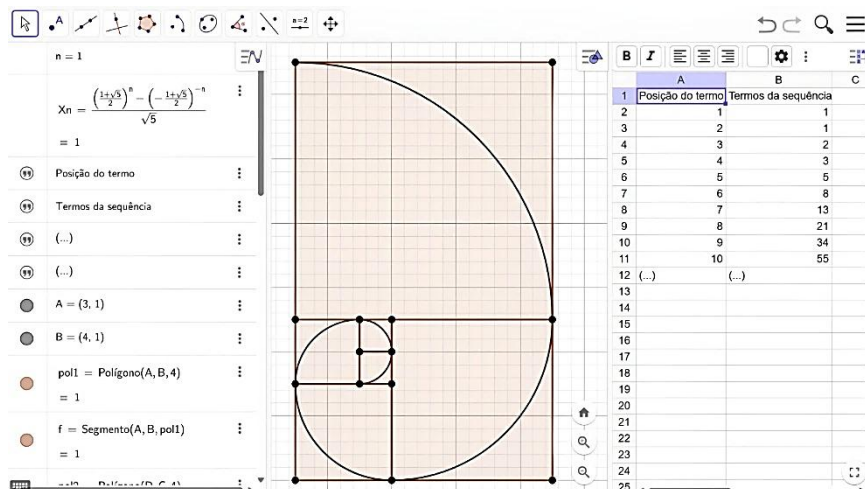 n = 1
Xn = ((1+√5)/2)^n − (−(1+√5)/2)^−n / √5
= 1
Posição do termo
Termos da sequência
(...)
(...)
A = (3, 1)
B = (4, 1)
pol1 = Polígono(A, B, 4)
= 1
f = Segmento(A, B, pol1)
= 1
A
a=2
B I
A B C
1 Posição do termo Termos da sequência
2 1 1
3 2 1
4 3 2
5 4 3
6 5 5
7 6 8
8 7 13
9 8 21
10 9 34
11 10 55
12 (...) (...)
13
14
15
16
17
18
19
20
21
22
23
24
25